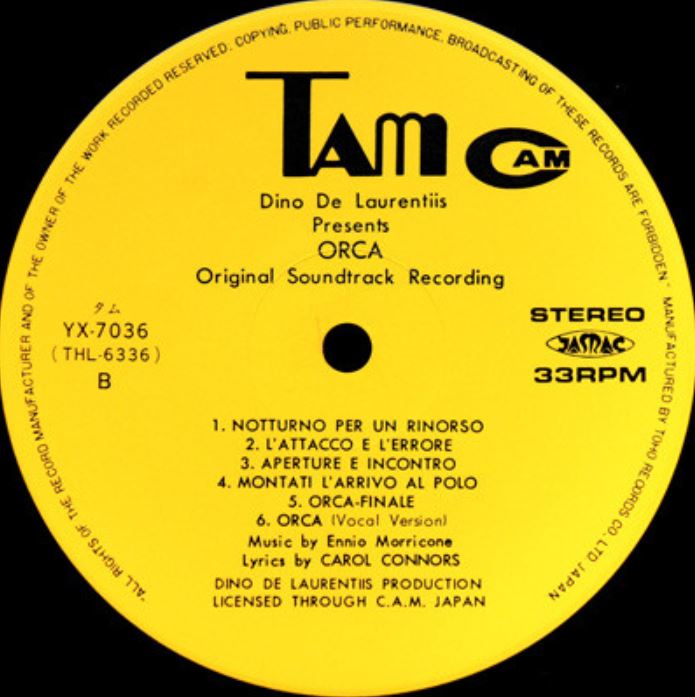 "ALL RIGHTS OF THE RECORD MANUFACTURER AND OF THE OWNER OF THE WORK RECORDED RESERVED. COPYING, PUBLIC PERFORMANCE, BROADCASTING OF THESE RECORDS ARE FORBIDDEN" MANUFACTURED BY TOHO RECORDS CO., LTD JAPAN
TAM CAM
Dino De Laurentiis
Presents
ORCA
Original Soundtrack Recording
タム
YX-7036
(THL-6336)
B
STEREO
JASRAC
33RPM
1. NOTTURNO PER UN RINORSO
2. L'ATTACCO E L'ERRORE
3. APERTURE E INCONTRO
4. MONTATI L'ARRIVO AL POLO
5. ORCA-FINALE
6. ORCA (Vocal Version)
Music by Ennio Morricone
Lyrics by CAROL CONNORS
DINO DE LAURENTIIS PRODUCTION
LICENSED THROUGH C.A.M. JAPAN